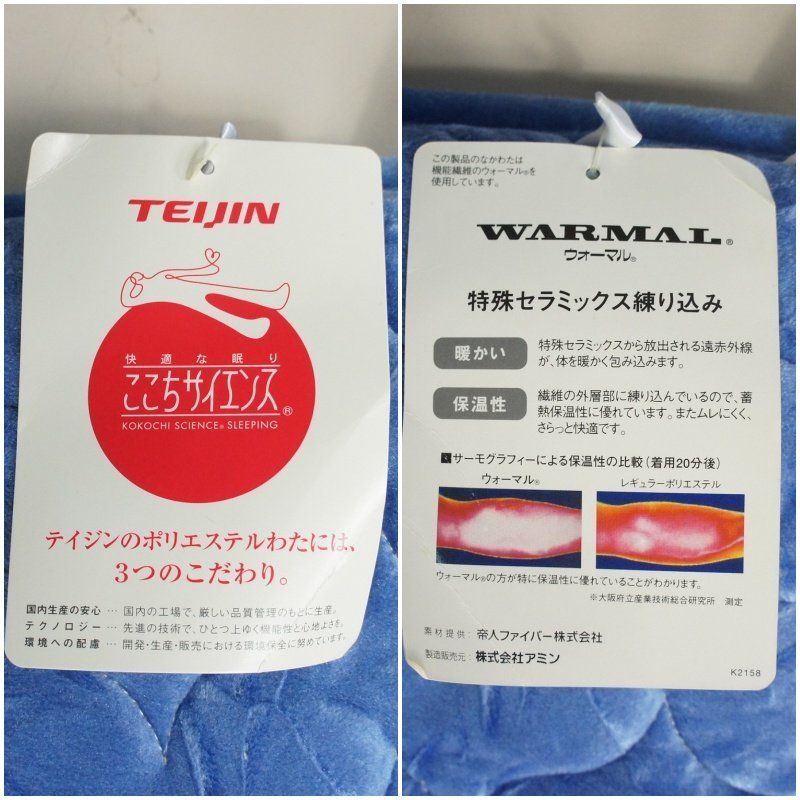 TEIJIN
快適な眠り
ここちサイエンス®
KOKOCHI SCIENCE® SLEEPING
テイジンのポリエステルわたには、
3つのこだわり。
国内生産の安心 … 国内の工場で、厳しい品質管理のもとに生産。
テクノロジー … 先進の技術で、ひとつ上ゆく機能性と心地よさを。
環境への配慮 … 開発・生産・販売における環境保全に努めています。
この製品のなかわたは
機能繊維のウォーマル®を
使用しています。
WARMAL®
ウォーマル®
特殊セラミックス練り込み
暖かい
特殊セラミックスから放出される遠赤外線
が、体を暖かく包み込みます。
保温性
繊維の外層部に練り込んでいるので、蓄
熱保温性に優れています。またムレにくく、
さらっと快適です。
■サーモグラフィーによる保温性の比較(着用20分後)
ウォーマル® レギュラーポリエステル
ウォーマル®の方が特に保温性に優れていることがわかります。
※大阪府立産業技術総合研究所 測定
素材提供:帝人ファイバー株式会社
製造販売元:株式会社アミン
K2158